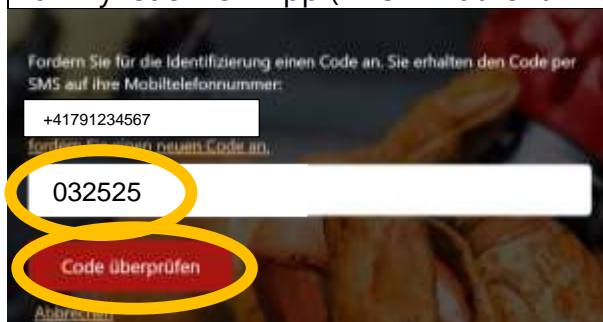 Fordern Sie für die Identifizierung einen Code an. Sie erhalten den Code per
SMS auf ihre Mobiltelefonnummer:
+41791234567
neuen Code an.
032525
Code überprüfen
Abbrechen